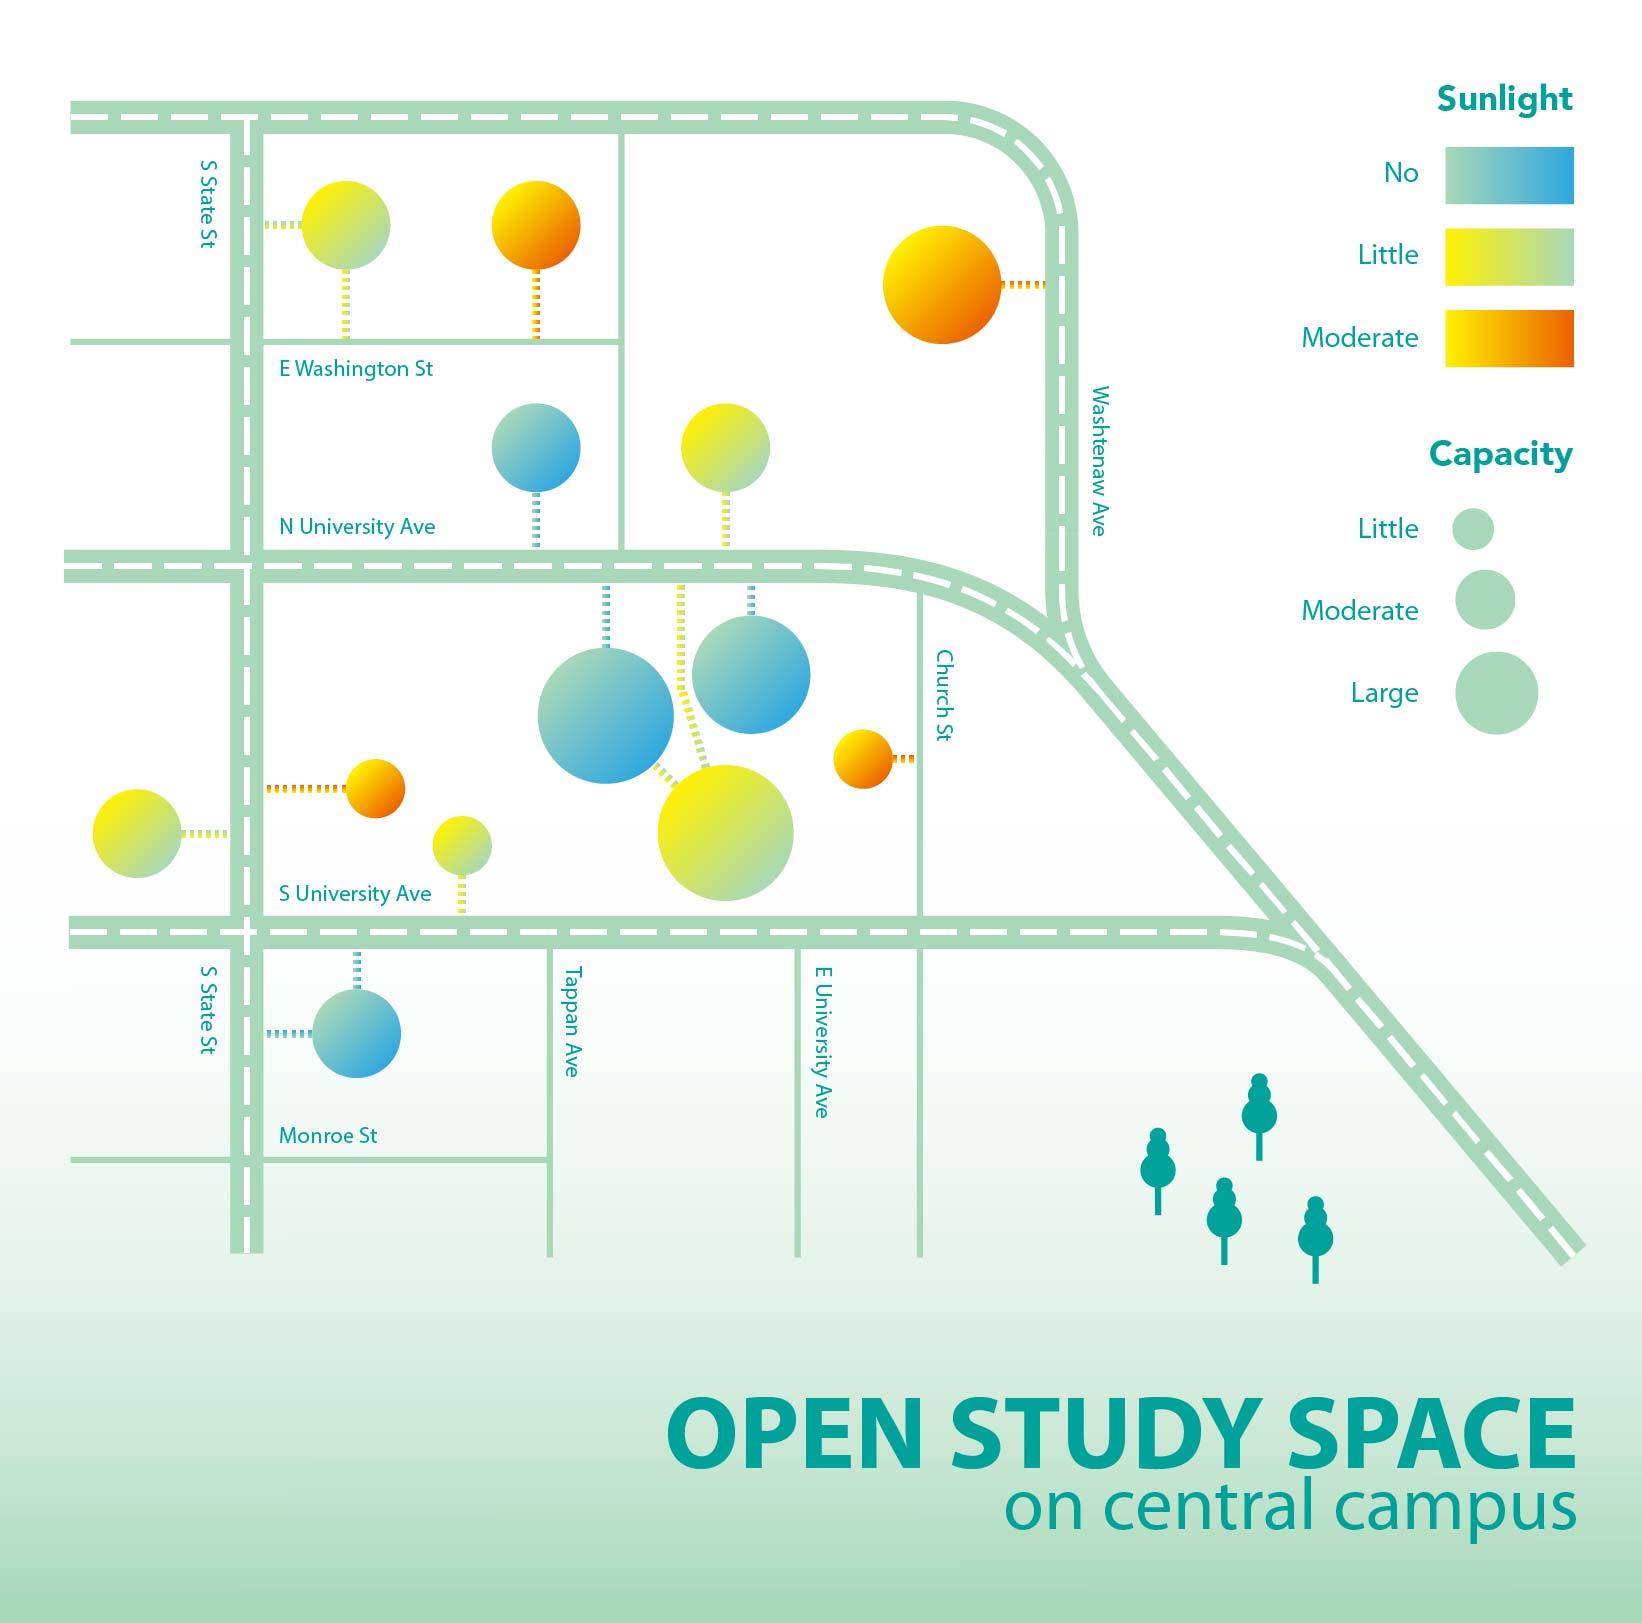 Sunlight
No
Little
Moderate
Capacity
Little
Moderate
Large
S State St
E Washington St
N University Ave
Washtenaw Ave
Church St
S University Ave
S State St
Tappan Ave
E University Ave
Monroe St
OPEN STUDY SPACE
on central campus